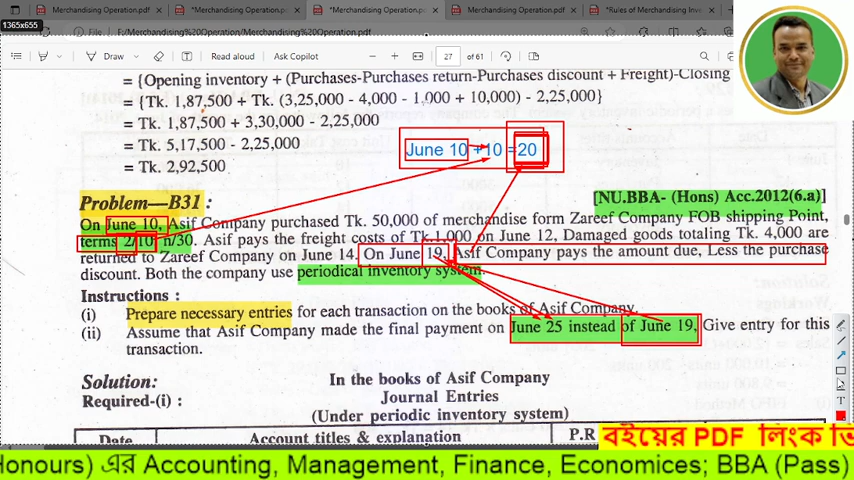 Merchandising Operation.pdf
*Merchandising Operation.pdf
*Merchandising Operation.pdf
Merchandising Operation.pdf
*Rules of Merchandising Inve
1365x655
File
E:/Merchandising%20Operation/Merchandising%20Operation.pdf
Draw
Read aloud
Ask Copilot
27
of 61
= {Opening inventory + (Purchases-Purchases return-Purchases discount + Freight)-Closing
= {Tk. 1,87,500 + Tk. (3,25,000 - 4,000 - 1,000 + 10,000) - 2,25,000}
= Tk. 1,87,500 + 3,30,000 - 2,25,000
= Tk. 5,17,500 - 2,25,000
= Tk. 2,92,500
June 10 +10 =20
Problem—B31 :
[NU.BBA- (Hons) Acc.2012(6.a)]
On June 10, Asif Company purchased Tk. 50,000 of merchandise form Zareef Company FOB shipping Point,
terms 2/10 n/30. Asif pays the freight costs of Tk.1,000 on June 12, Damaged goods totaling Tk. 4,000 are
returned to Zareef Company on June 14. On June 19, Asif Company pays the amount due, Less the purchase
discount. Both the company use periodical inventory system.
Instructions :
(i) Prepare necessary entries for each transaction on the books of Asif Company.
(ii) Assume that Asif Company made the final payment on June 25 instead of June 19, Give entry for this
transaction.
Solution:
In the books of Asif Company
Required-(i) :
Journal Entries
(Under periodic inventory system)
Date
Account titles & explanation
P.R
বইয়ের PDF লিংক
Honours) এর Accounting, Management, Finance, Economices; BBA (Pass)